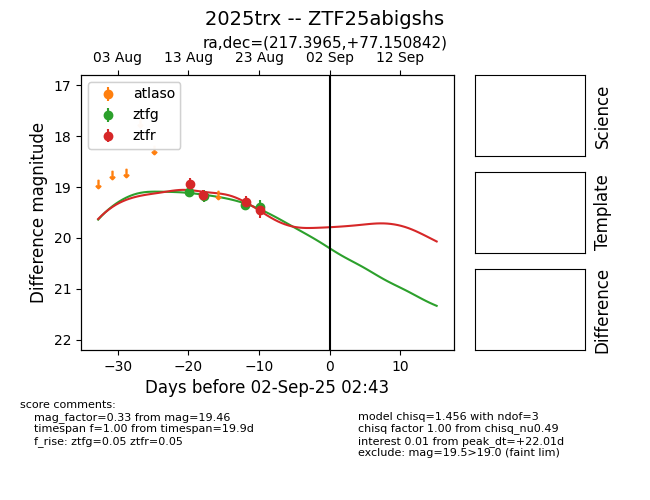 2025trx -- ZTF25abigshs
ra,dec=(217.3965,+77.150842)
03 Aug 13 Aug 23 Aug 02 Sep 12 Sep
atlaso
ztfg
ztfr
Difference magnitude
17
18
19
20
21
22
−30 −20 −10 0 10
Days before 02-Sep-25 02:43
Science
Template
Difference
score comments:
mag_factor=0.33 from mag=19.46
timespan f=1.00 from timespan=19.9d
f_rise: ztfg=0.05 ztfr=0.05
model chisq=1.456 with ndof=3
chisq factor 1.00 from chisq_nu0.49
interest 0.01 from peak_dt=+22.01d
exclude: mag=19.5>19.0 (faint lim)